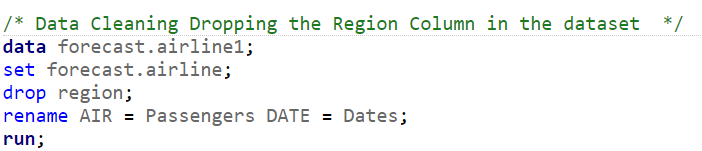 /* Data Cleaning Dropping the Region Column in the dataset  */
data forecast.airline1;
set forecast.airline;
drop region;
rename AIR = Passengers DATE = Dates;
run;